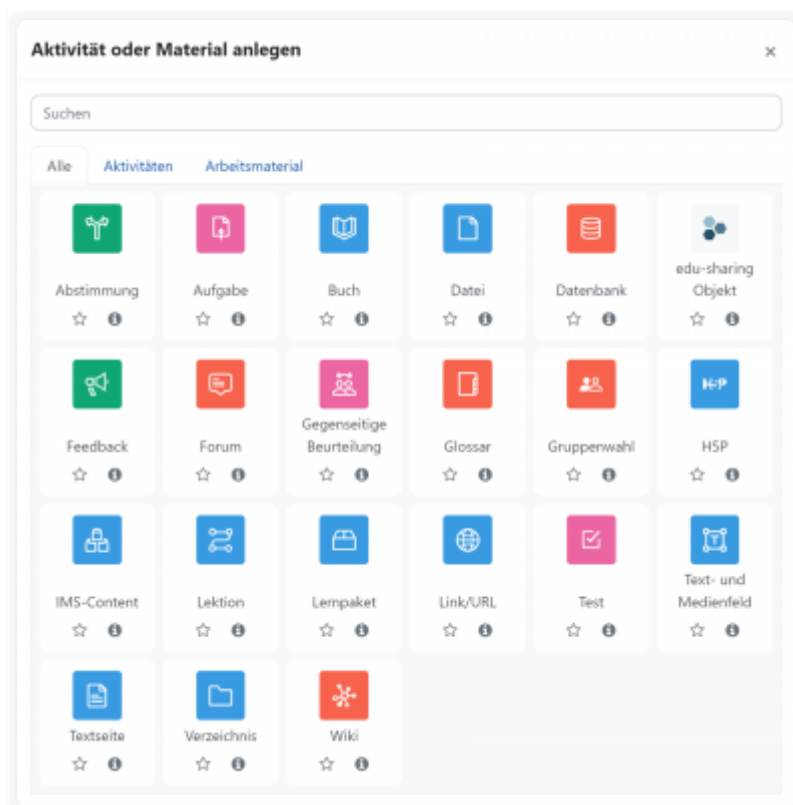 Aktivität oder Material anlegen
Suchen
Alle Aktivitäten Arbeitsmaterial
Abstimmung Aufgabe Buch Datei Datenbank edu-sharing Objekt
Feedback Forum Gegenseitige Beurteilung Glossar Gruppenwahl H5P
IMS-Content Lektion Lernpaket Link/URL Test Text- und Medienfeld
Textseite Verzeichnis Wiki